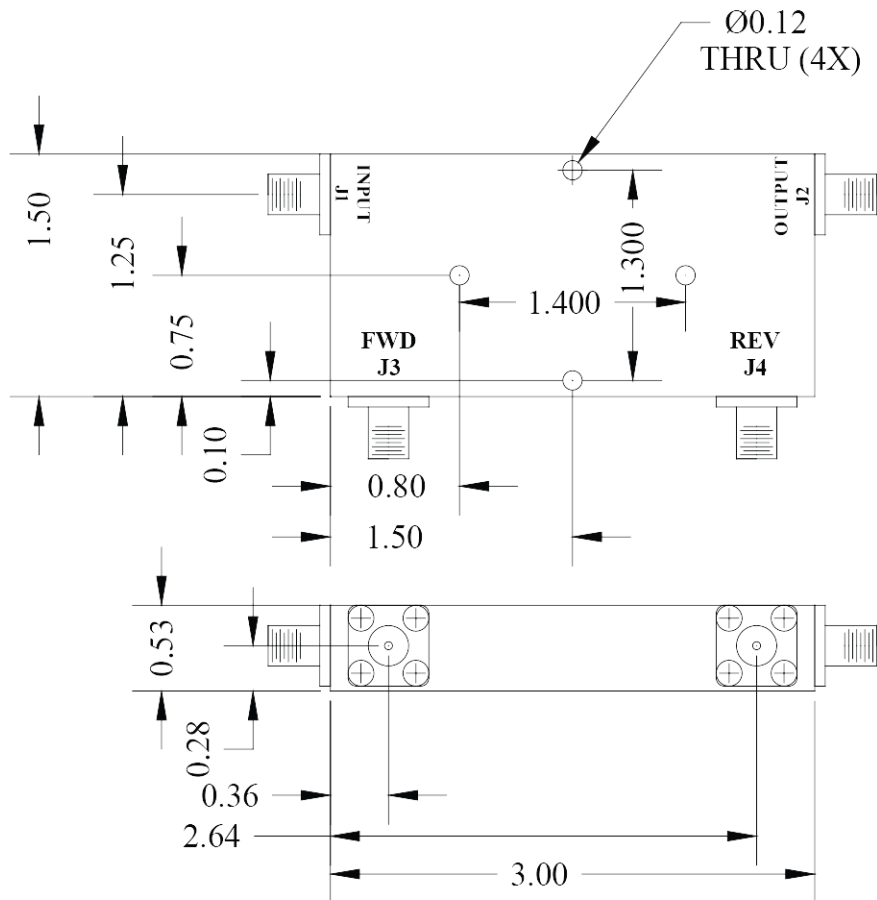 Ø0.12
THRU (4X)
INPUT
J1
OUTPUT
J2
1.50
1.25
1.300
0.75
1.400
FWD
J3
REV
J4
0.10
0.80
1.50
0.53
0.28
0.36
2.64
3.00